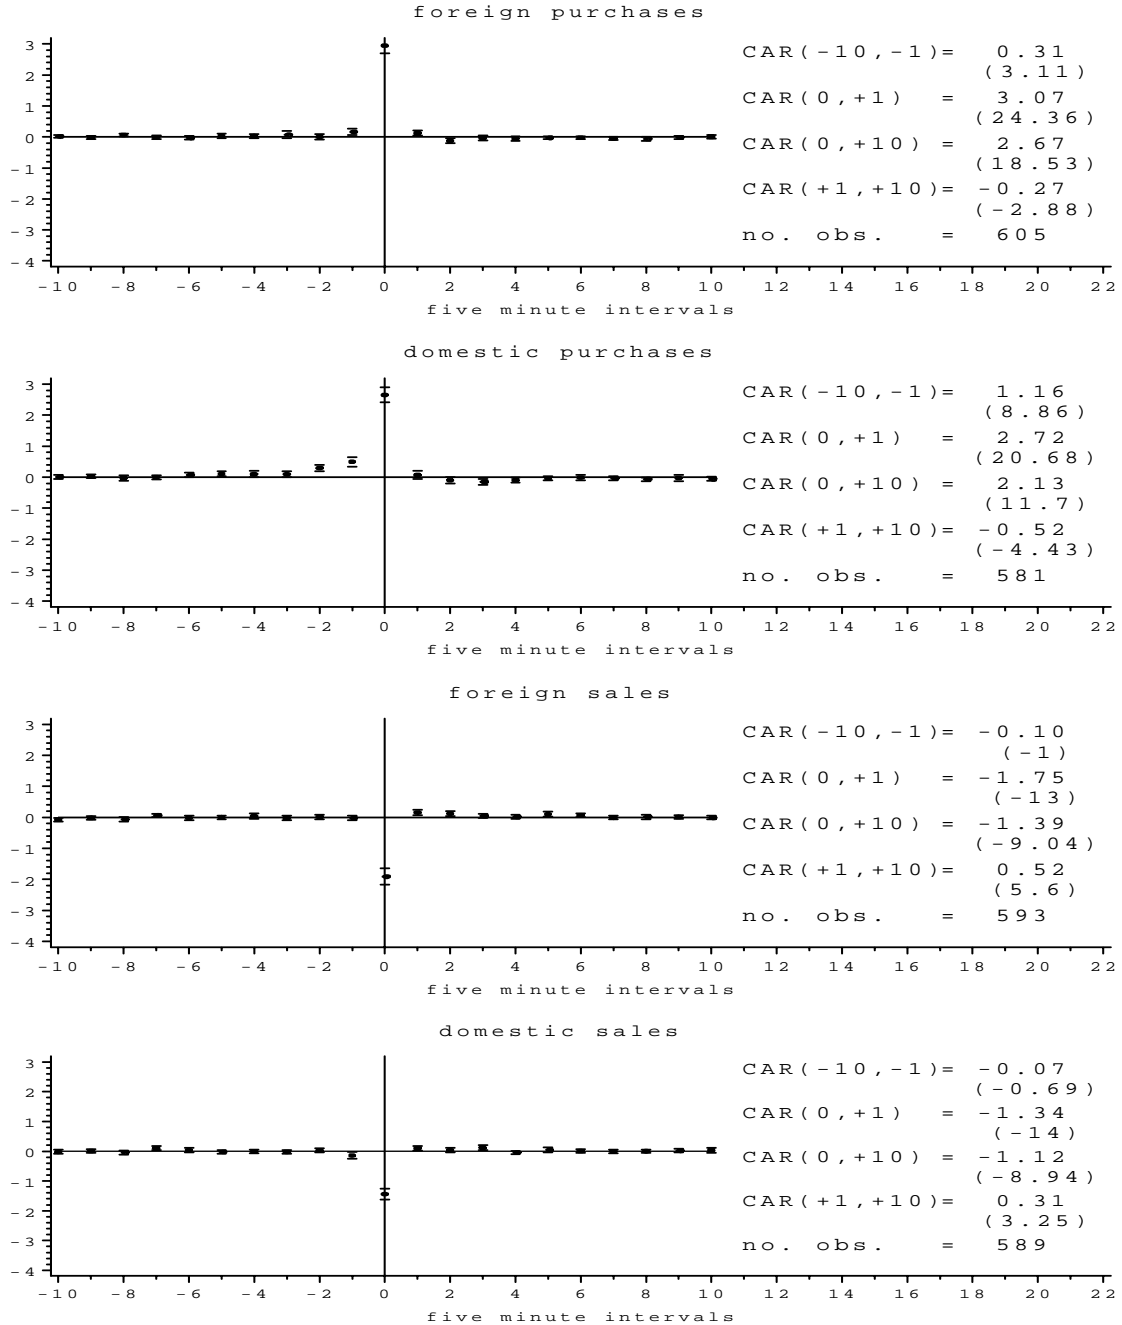 foreign purchases
3
2
1
0
-1
-2
-3
-4
CAR(-10,-1)= 0.31
(3.11)
CAR(0,+1) = 3.07
(24.36)
CAR(0,+10) = 2.67
(18.53)
CAR(+1,+10)= -0.27
(-2.88)
no. obs. = 605
-10 -8 -6 -4 -2 0 2 4 6 8 10 12 14 16 18 20 22
five minute intervals
domestic purchases
3
2
1
0
-1
-2
-3
-4
CAR(-10,-1)= 1.16
(8.86)
CAR(0,+1) = 2.72
(20.68)
CAR(0,+10) = 2.13
(11.7)
CAR(+1,+10)= -0.52
(-4.43)
no. obs. = 581
-10 -8 -6 -4 -2 0 2 4 6 8 10 12 14 16 18 20 22
five minute intervals
foreign sales
3
2
1
0
-1
-2
-3
-4
CAR(-10,-1)= -0.10
(-1)
CAR(0,+1) = -1.75
(-13)
CAR(0,+10) = -1.39
(-9.04)
CAR(+1,+10)= 0.52
(5.6)
no. obs. = 593
-10 -8 -6 -4 -2 0 2 4 6 8 10 12 14 16 18 20 22
five minute intervals
domestic sales
3
2
1
0
-1
-2
-3
-4
CAR(-10,-1)= -0.07
(-0.69)
CAR(0,+1) = -1.34
(-14)
CAR(0,+10) = -1.12
(-8.94)
CAR(+1,+10)= 0.31
(3.25)
no. obs. = 589
-10 -8 -6 -4 -2 0 2 4 6 8 10 12 14 16 18 20 22
five minute intervals